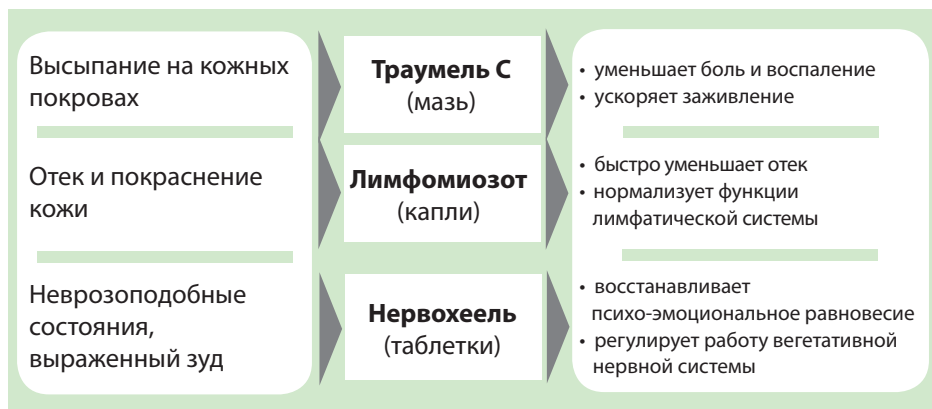 Высыпание на кожных
покровах
Траумель С
(мазь)
• уменьшает боль и воспаление
• ускоряет заживление
Отек и покраснение
кожи
Лимфомиозот
(капли)
• быстро уменьшает отек
• нормализует функции
лимфатической системы
Неврозоподобные
состояния,
выраженный зуд
Нервохеель
(таблетки)
• восстанавливает
психо-эмоциональное равновесие
• регулирует работу вегетативной
нервной системы